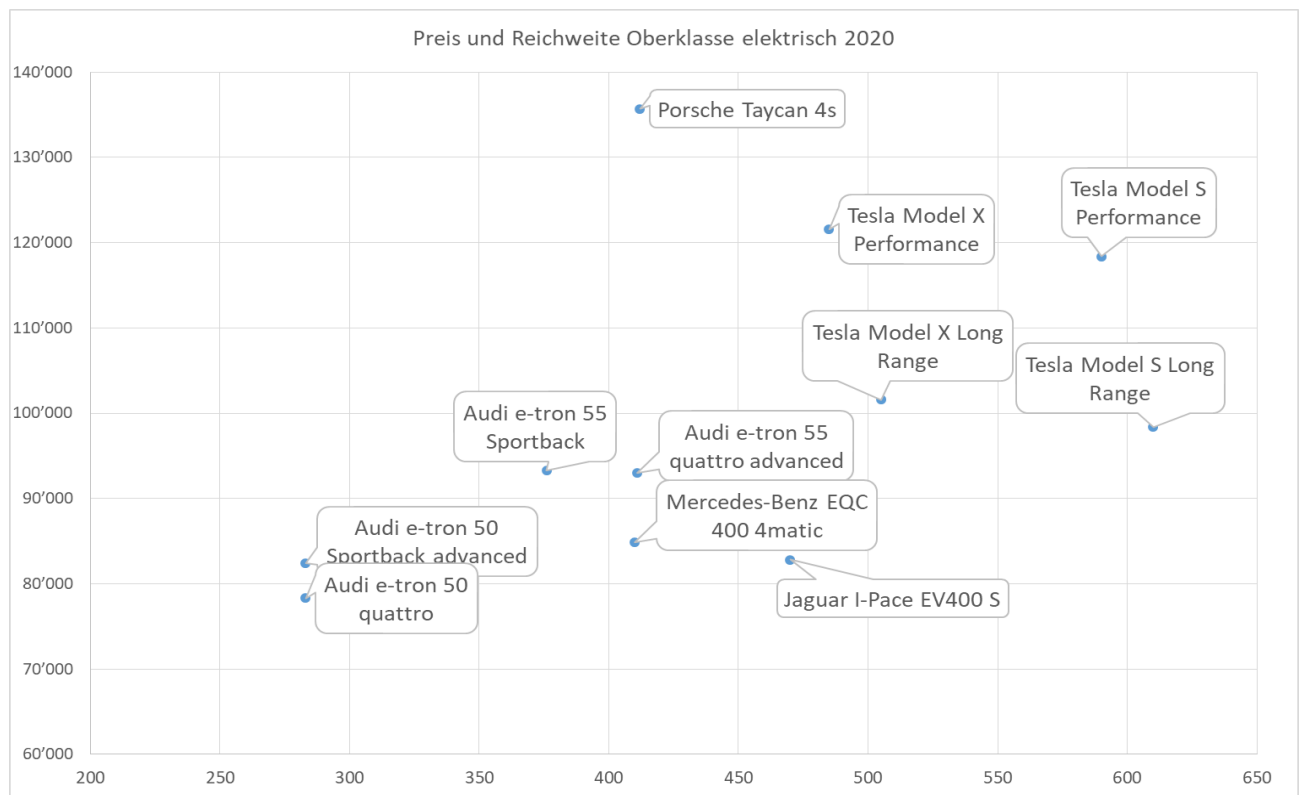 Preis und Reichweite Oberklasse elektrisch 2020
140’000
Porsche Taycan 4s
130’000
Tesla Model S
Performance
Tesla Model X
Performance
120’000
110’000
Tesla Model X Long
Range
Tesla Model S Long
Range
100’000
Audi e-tron 55
Sportback
Audi e-tron 55
quattro advanced
90’000
Mercedes-Benz EQC
400 4matic
Audi e-tron 50
Sportback advanced
80’000
Audi e-tron 50
quattro
Jaguar I-Pace EV400 S
70’000
60’000
200 250 300 350 400 450 500 550 600 650